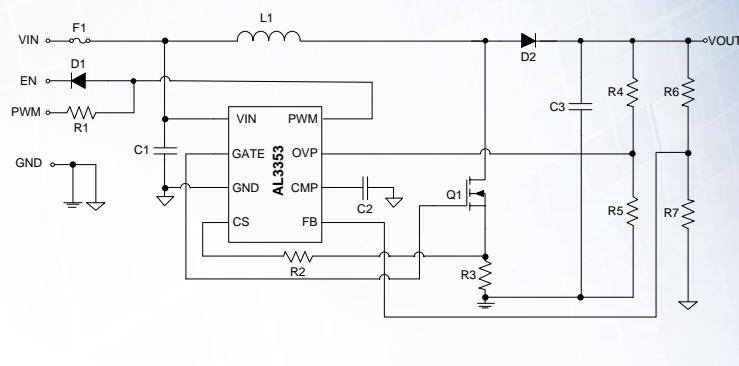 L1
F1
VIN
VOUT
D1
D2
EN
R4
R6
C3
PWM
R1
VIN
PWM
C1
GATE
OVP
AL3353
GND
GND
CMP
Q1
C2
R5
R7
CS
FB
R2
R3